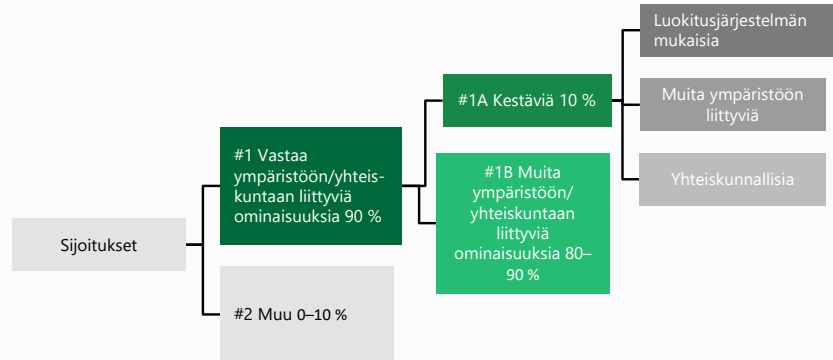 Sijoitukset
#1 Vastaa
ympäristöön/yhteis-
kuntaan liittyviä
ominaisuuksia 90 %
#2 Muu 0–10 %
#1A Kestäviä 10 %
#1B Muita
ympäristöön/
yhteiskuntaan
liittyviä
ominaisuuksia 80–
90 %
Luokitusjärjestelmän
mukaisia
Muita ympäristöön
liittyviä
Yhteiskunnallisia